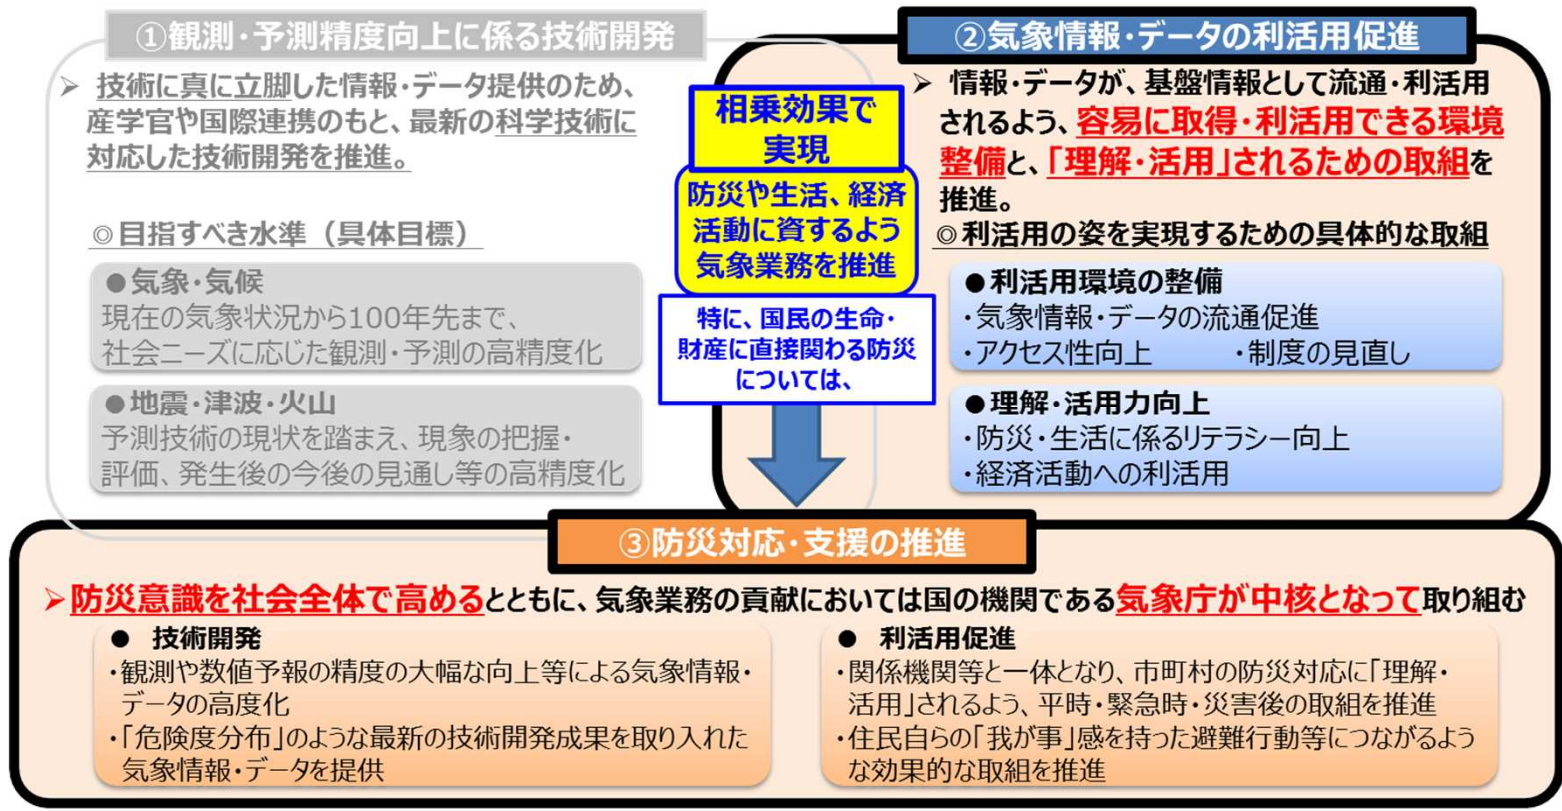 ①観測・予測精度向上に係る技術開発
➢ 技術に真に立脚した情報・データ提供のため、
産学官や国際連携のもと、最新の科学技術に
対応した技術開発を推進。
◎目指すべき水準（具体目標）
●気象・気候
現在の気象状況から100年先まで、
社会ニーズに応じた観測・予測の高精度化
●地震・津波・火山
予測技術の現状を踏まえ、現象の把握・
評価、発生後の今後の見通し等の高精度化
相乗効果で
実現
防災や生活、経済
活動に資するよう
気象業務を推進
特に、国民の生命・
財産に直接関わる防災
については、
②気象情報・データの利活用促進
➢ 情報・データが、基盤情報として流通・利活用
されるよう、容易に取得・利活用できる環境
整備と、「理解・活用」されるための取組を
推進。
◎利活用の姿を実現するための具体的な取組
●利活用環境の整備
・気象情報・データの流通促進
・アクセス性向上 ・制度の見直し
●理解・活用力向上
・防災・生活に係るリテラシー向上
・経済活動への利活用
③防災対応・支援の推進
➢防災意識を社会全体で高めるとともに、気象業務の貢献においては国の機関である気象庁が中核となって取り組む
● 技術開発
・観測や数値予報の精度の大幅な向上等による気象情報・
データの高度化
・「危険度分布」のような最新の技術開発成果を取り入れた
気象情報・データを提供
● 利活用促進
・関係機関等と一体となり、市町村の防災対応に「理解・
活用」されるよう、平時・緊急時・災害後の取組を推進
・住民自らの「我が事」感を持った避難行動等につながるよう
な効果的な取組を推進